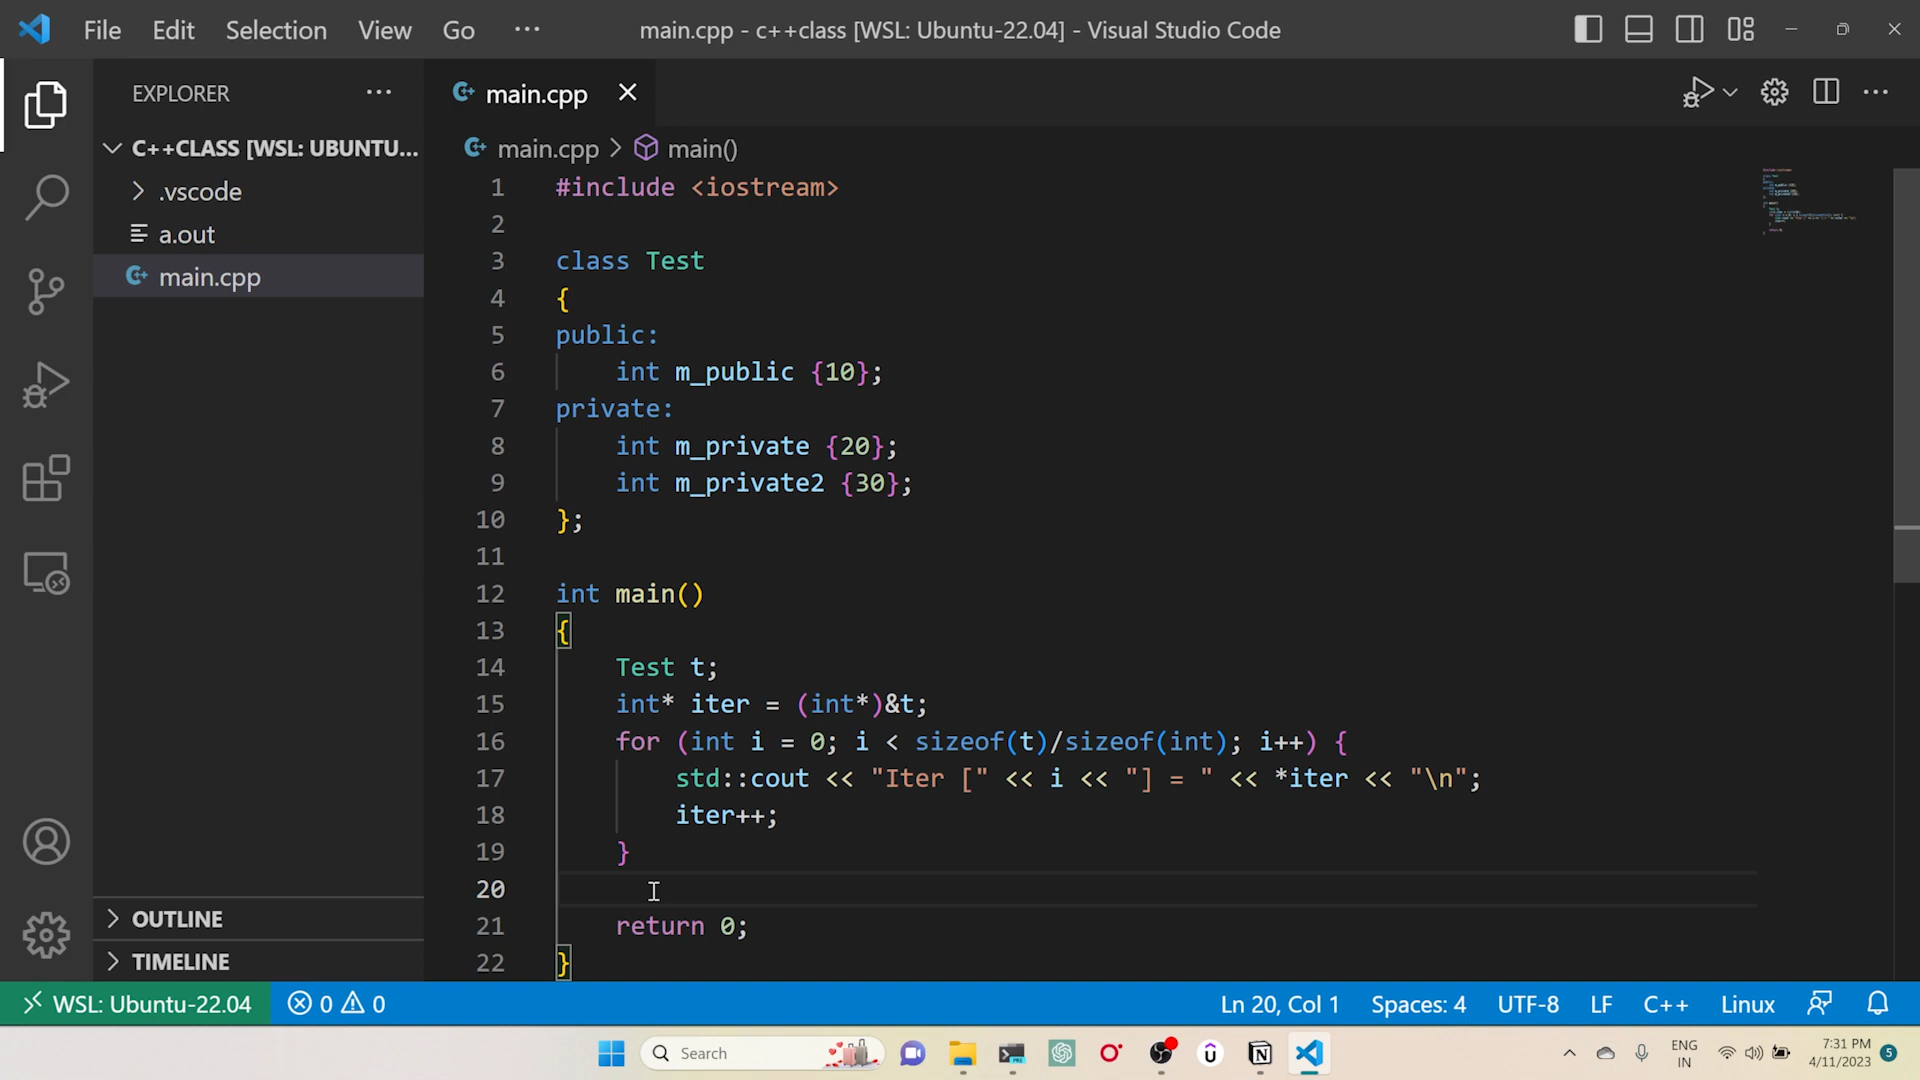 File Edit Selection View Go ··· main.cpp - c++class [WSL: Ubuntu-22.04] - Visual Studio Code
EXPLORER ···
main.cpp
C++CLASS [WSL: UBUNTU...
.vscode
a.out
main.cpp
main.cpp > main()
1 #include <iostream>
2
3 class Test
4 {
5 public:
6 int m_public {10};
7 private:
8 int m_private {20};
9 int m_private2 {30};
10 };
11
12 int main()
13 {
14 Test t;
15 int* iter = (int*)&t;
16 for (int i = 0; i < sizeof(t)/sizeof(int); i++) {
17 std::cout << "Iter [" << i << "] = " << *iter << "\n";
18 iter++;
19 }
20
21 return 0;
22 }
OUTLINE
TIMELINE
WSL: Ubuntu-22.04 0 0 Ln 20, Col 1 Spaces: 4 UTF-8 LF C++ Linux
Search
ENG
IN
7:31 PM
4/11/2023
5